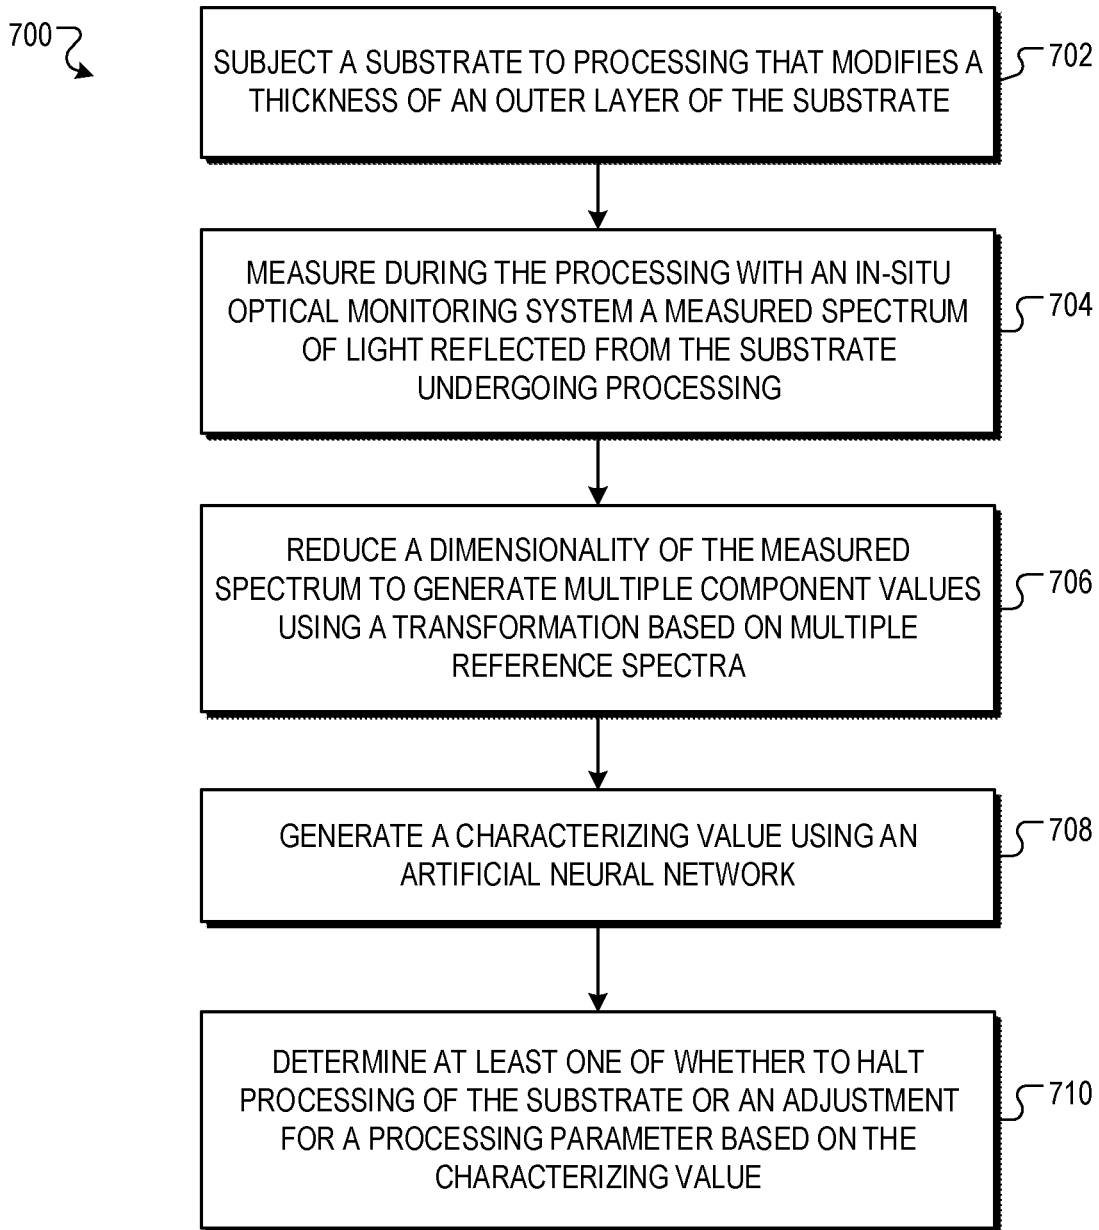 700
SUBJECT A SUBSTRATE TO PROCESSING THAT MODIFIES A
THICKNESS OF AN OUTER LAYER OF THE SUBSTRATE
702
MEASURE DURING THE PROCESSING WITH AN IN-SITU
OPTICAL MONITORING SYSTEM A MEASURED SPECTRUM
OF LIGHT REFLECTED FROM THE SUBSTRATE
UNDERGOING PROCESSING
704
REDUCE A DIMENSIONALITY OF THE MEASURED
SPECTRUM TO GENERATE MULTIPLE COMPONENT VALUES
USING A TRANSFORMATION BASED ON MULTIPLE
REFERENCE SPECTRA
706
GENERATE A CHARACTERIZING VALUE USING AN
ARTIFICIAL NEURAL NETWORK
708
DETERMINE AT LEAST ONE OF WHETHER TO HALT
PROCESSING OF THE SUBSTRATE OR AN ADJUSTMENT
FOR A PROCESSING PARAMETER BASED ON THE
CHARACTERIZING VALUE
710